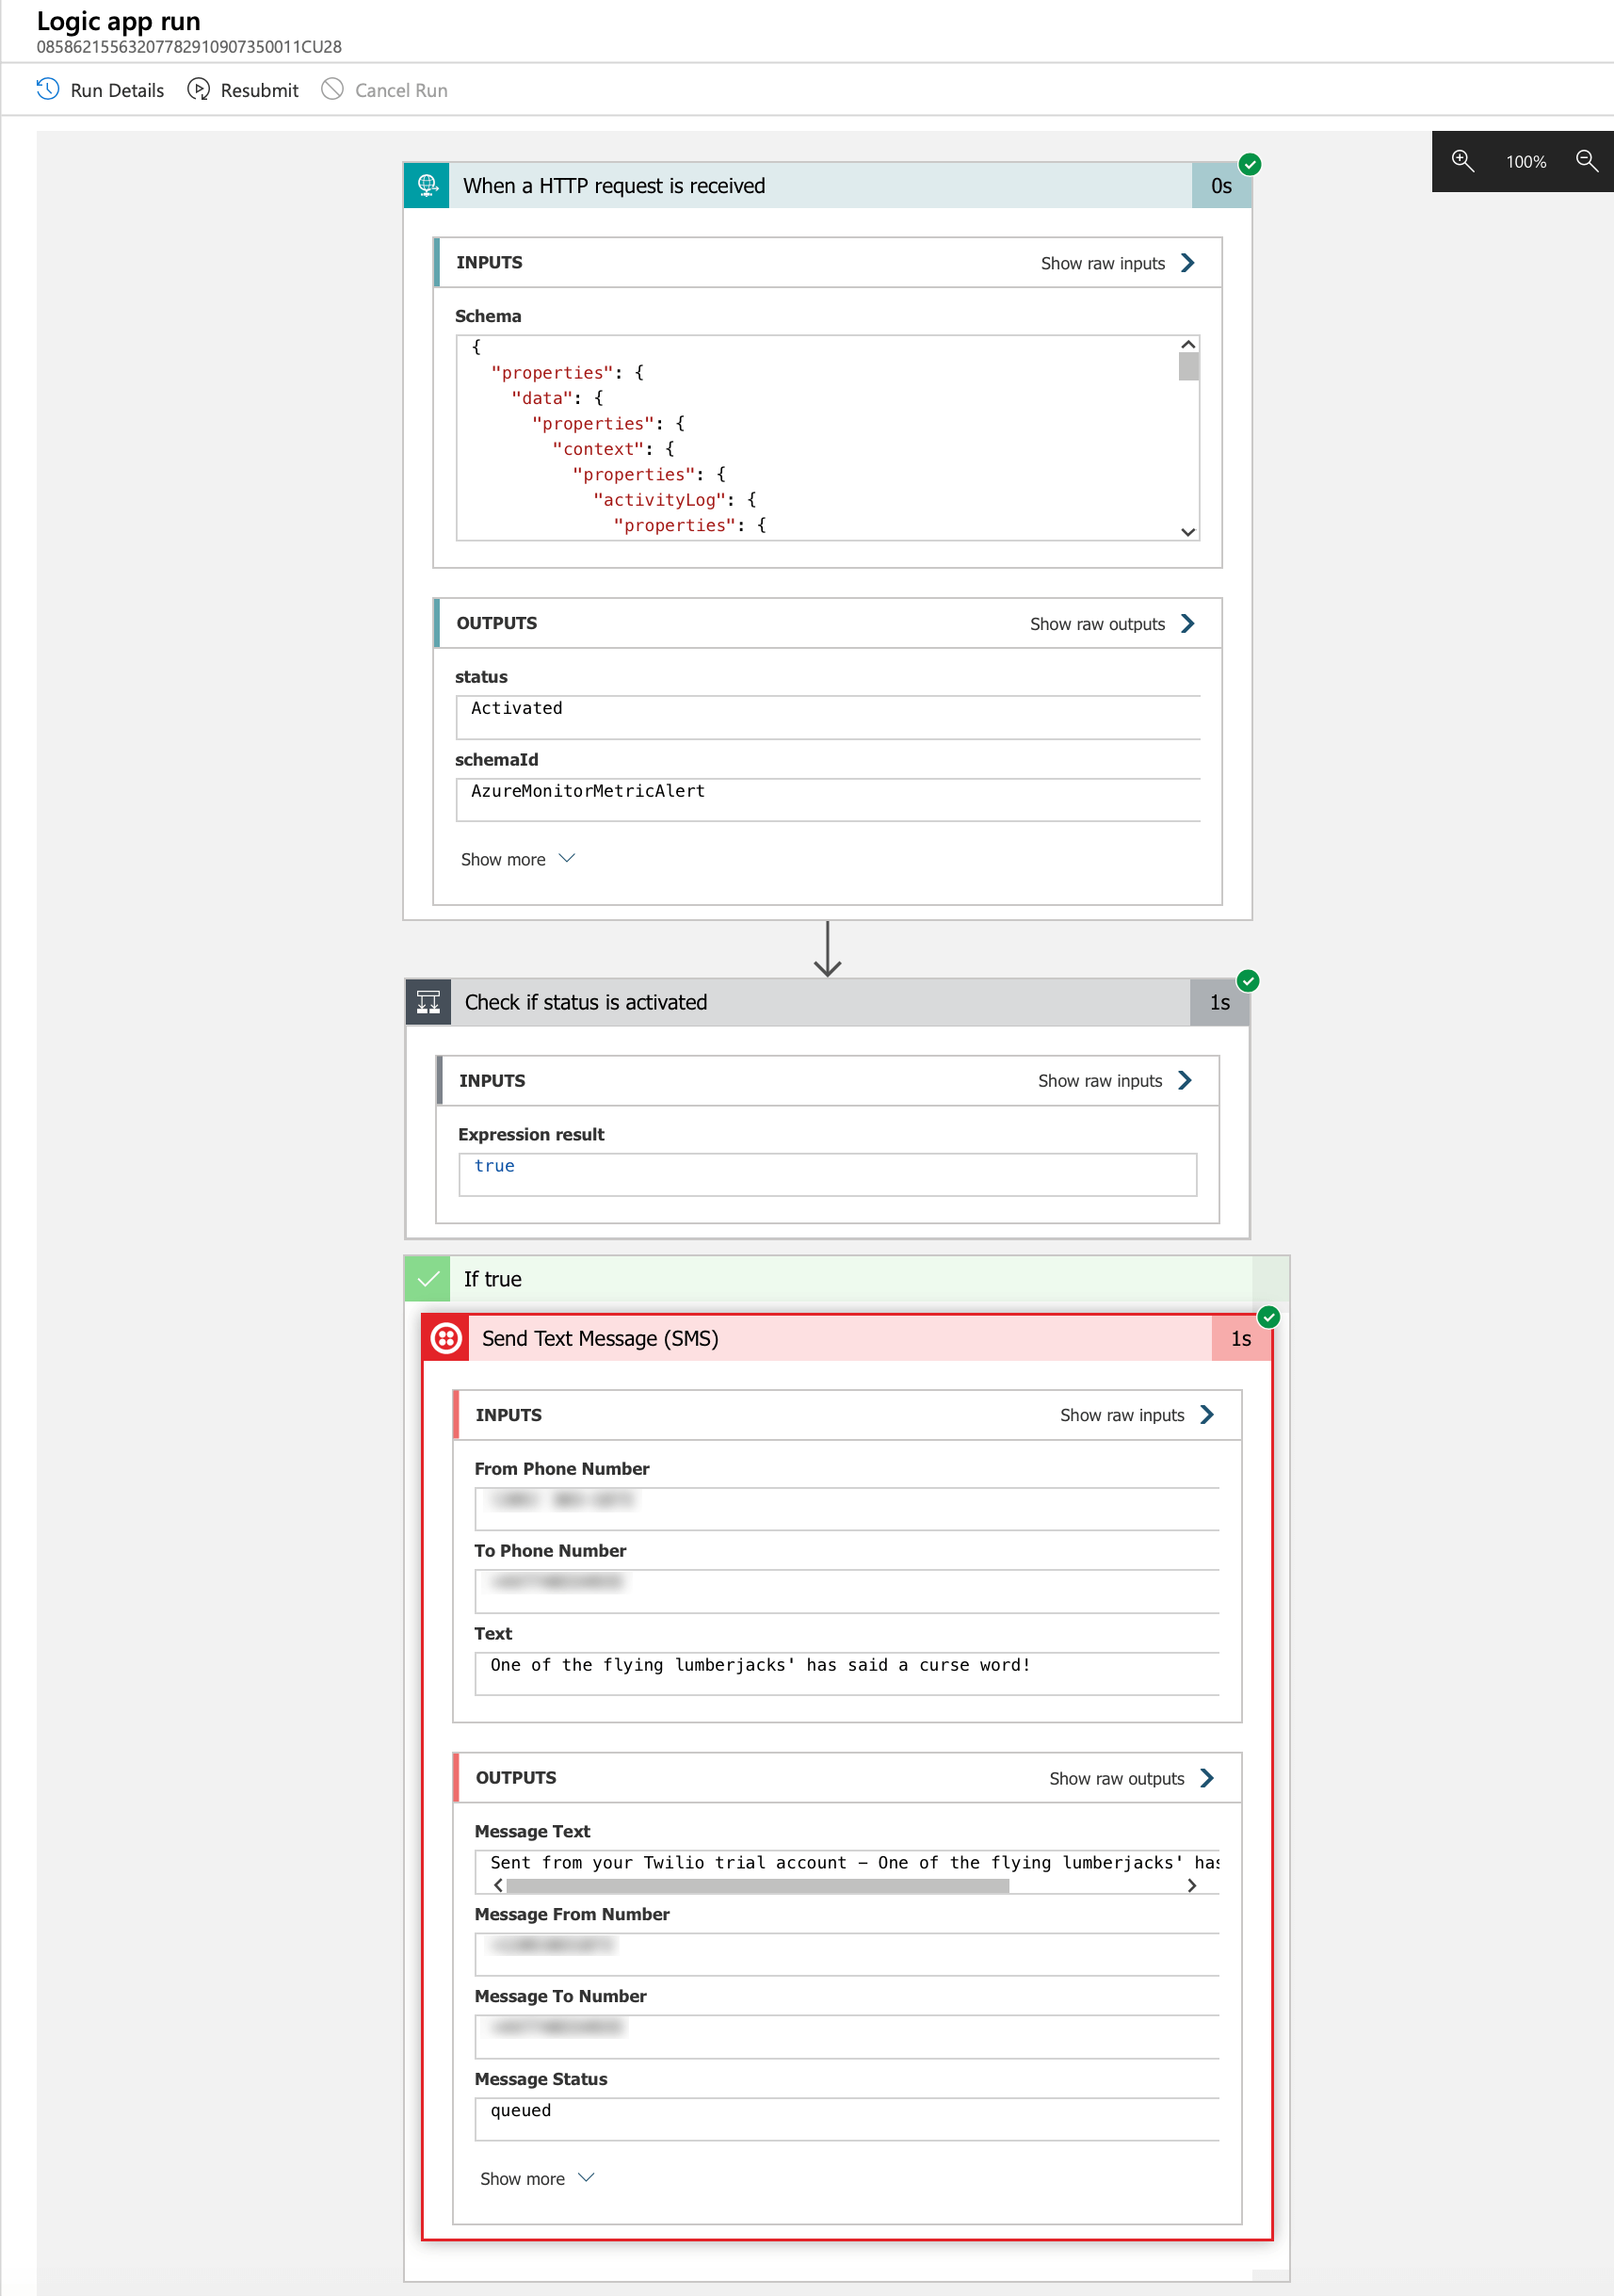 Logic app run
08586215563207782910907350011CU28
Run Details Resubmit Cancel Run
100%
When a HTTP request is received 0s
INPUTS Show raw inputs
Schema
{
"properties": {
"data": {
"properties": {
"context": {
"properties": {
"activityLog": {
"properties": {
OUTPUTS Show raw outputs
status
Activated
schemaId
AzureMonitorMetricAlert
Show more
Check if status is activated 1s
INPUTS Show raw inputs
Expression result
true
If true
Send Text Message (SMS) 1s
INPUTS Show raw inputs
From Phone Number
To Phone Number
Text
One of the flying lumberjacks' has said a curse word!
OUTPUTS Show raw outputs
Message Text
Sent from your Twilio trial account - One of the flying lumberjacks' has
Message From Number
Message To Number
Message Status
queued
Show more